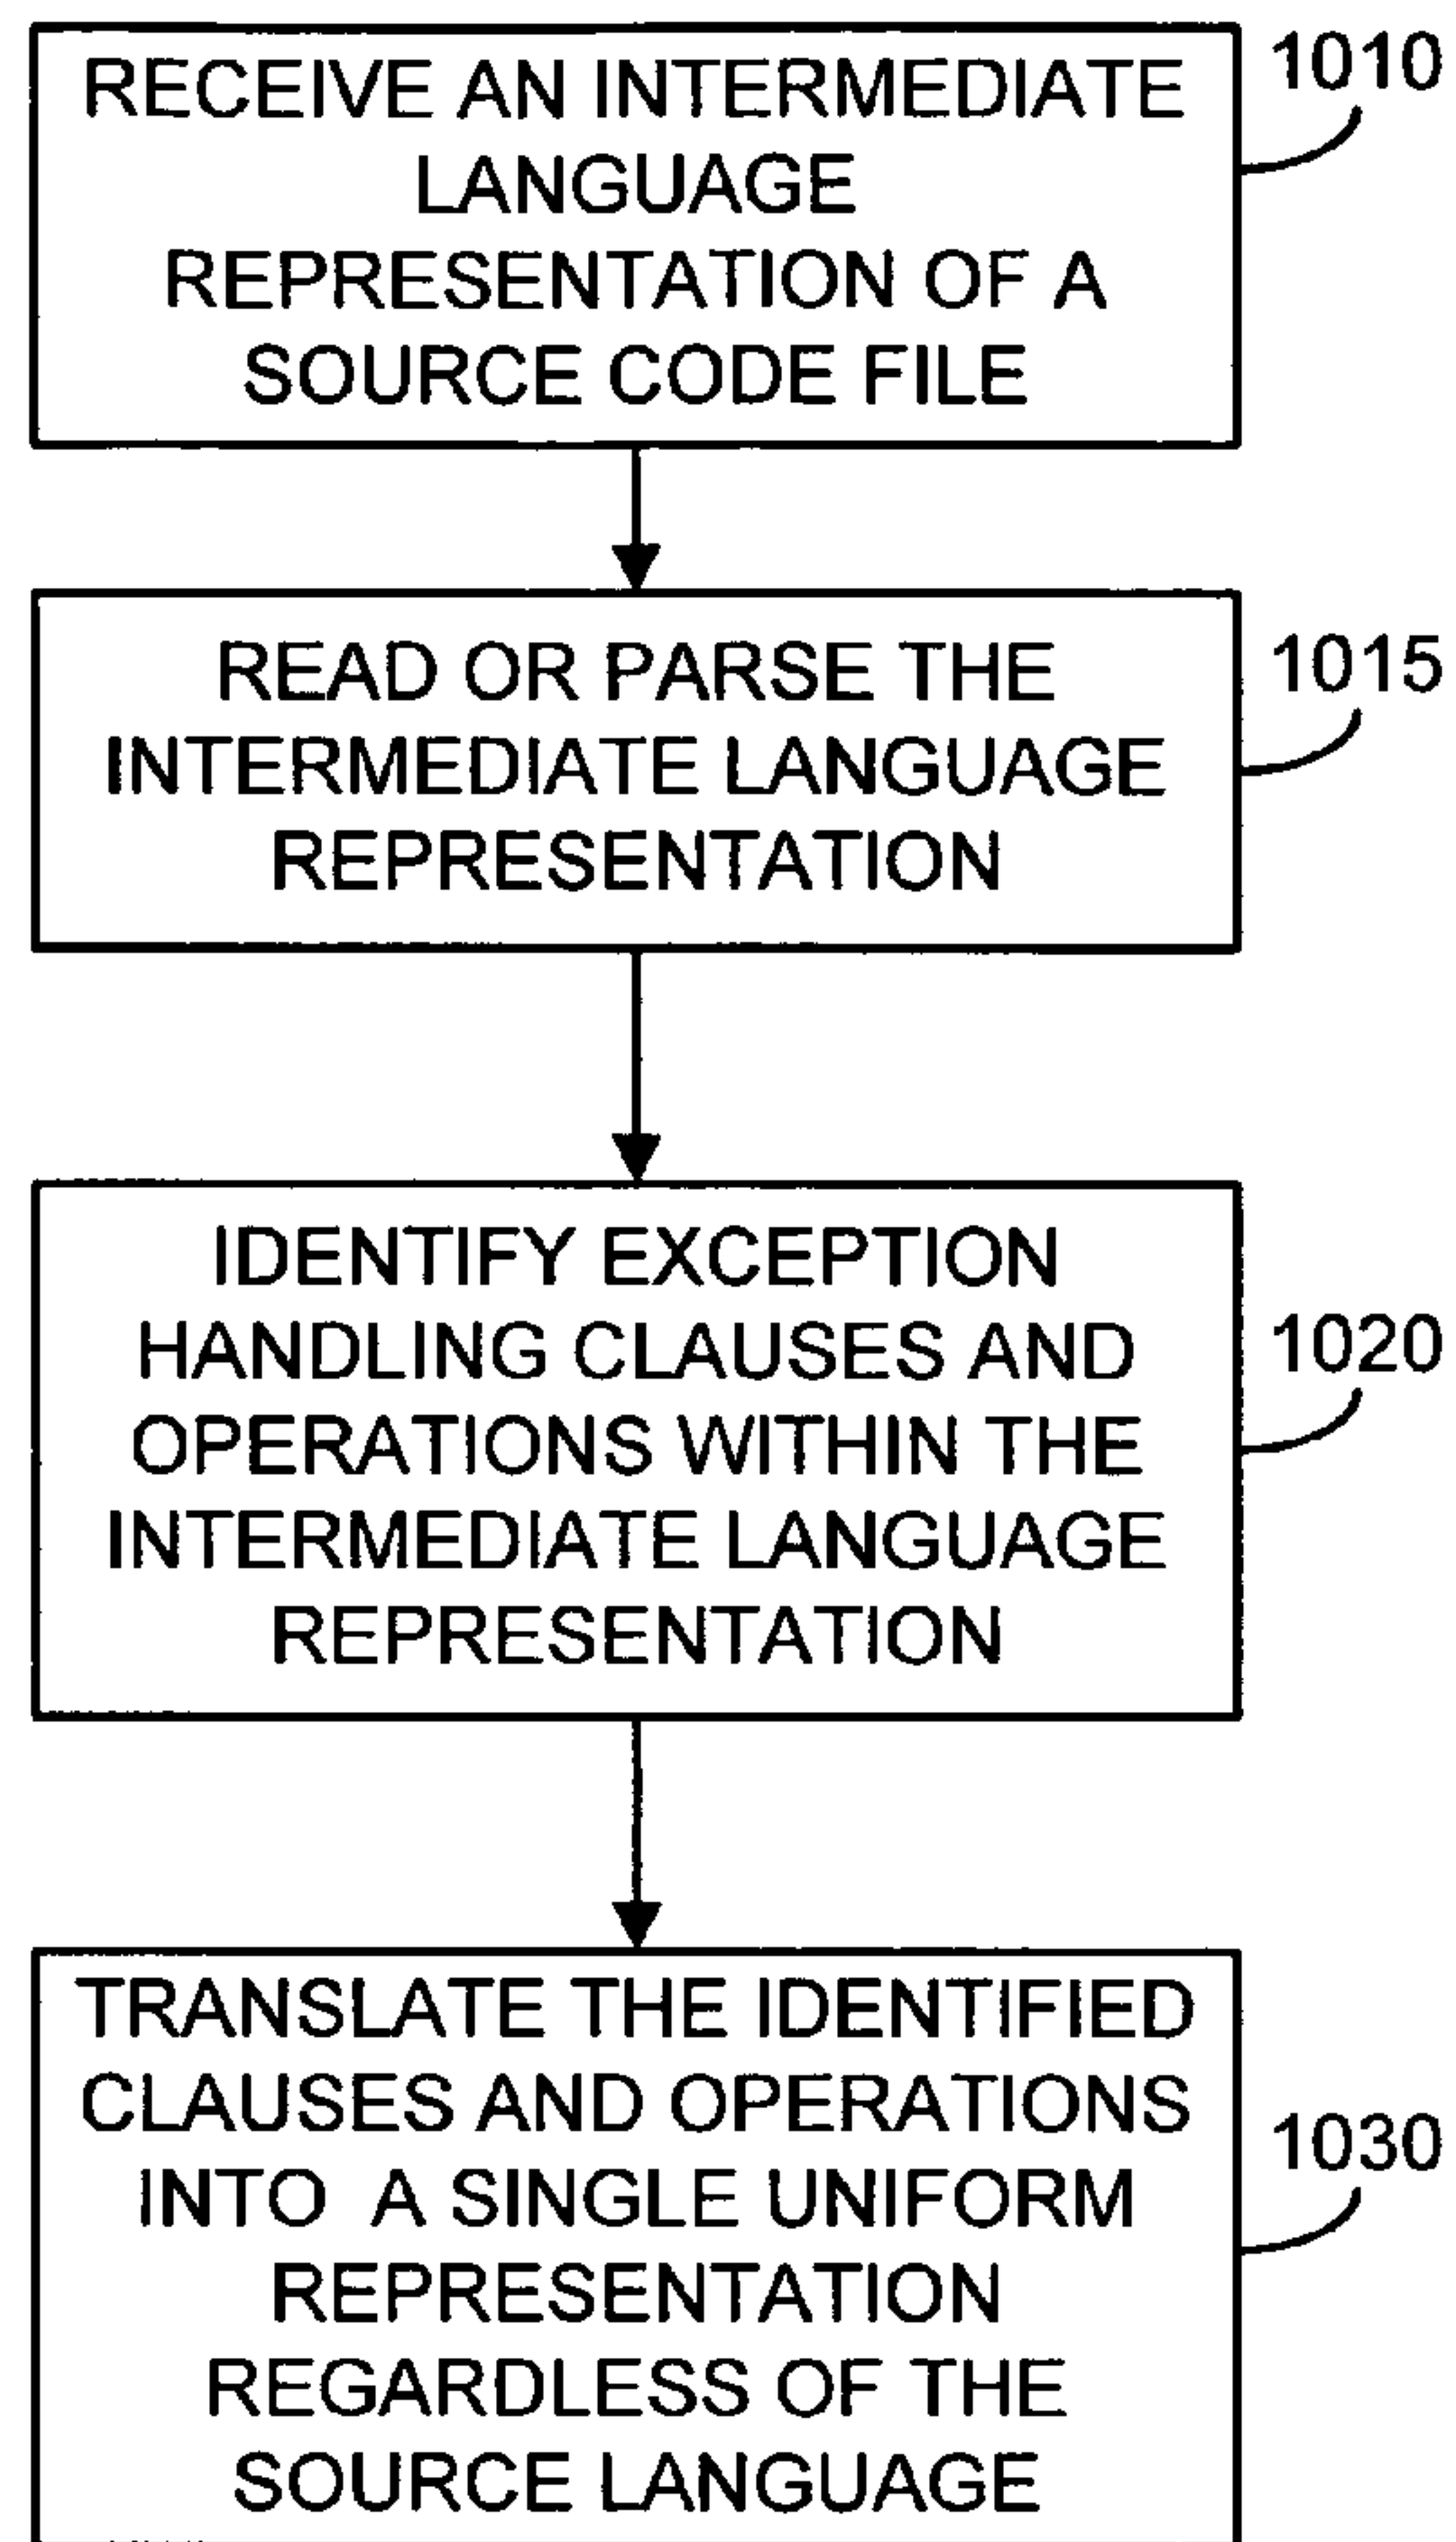 RECEIVE AN INTERMEDIATE
LANGUAGE
REPRESENTATION OF A
SOURCE CODE FILE
1010
READ OR PARSE THE
INTERMEDIATE LANGUAGE
REPRESENTATION
1015
IDENTIFY EXCEPTION
HANDLING CLAUSES AND
OPERATIONS WITHIN THE
INTERMEDIATE LANGUAGE
REPRESENTATION
1020
TRANSLATE THE IDENTIFIED
CLAUSES AND OPERATIONS
INTO A SINGLE UNIFORM
REPRESENTATION
REGARDLESS OF THE
SOURCE LANGUAGE
1030